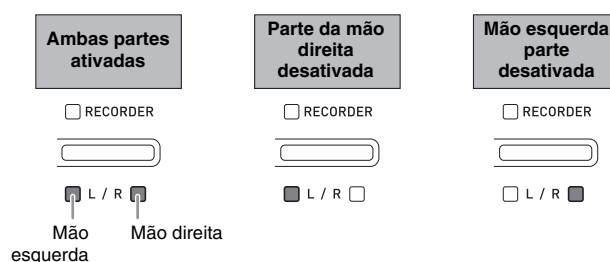 Ambas partes
ativadas
RECORDER
L / R
Mão
esquerda
Mão direita
Parte da mão
direita
desativada
RECORDER
L / R
Mão esquerda
parte
desativada
RECORDER
L / R